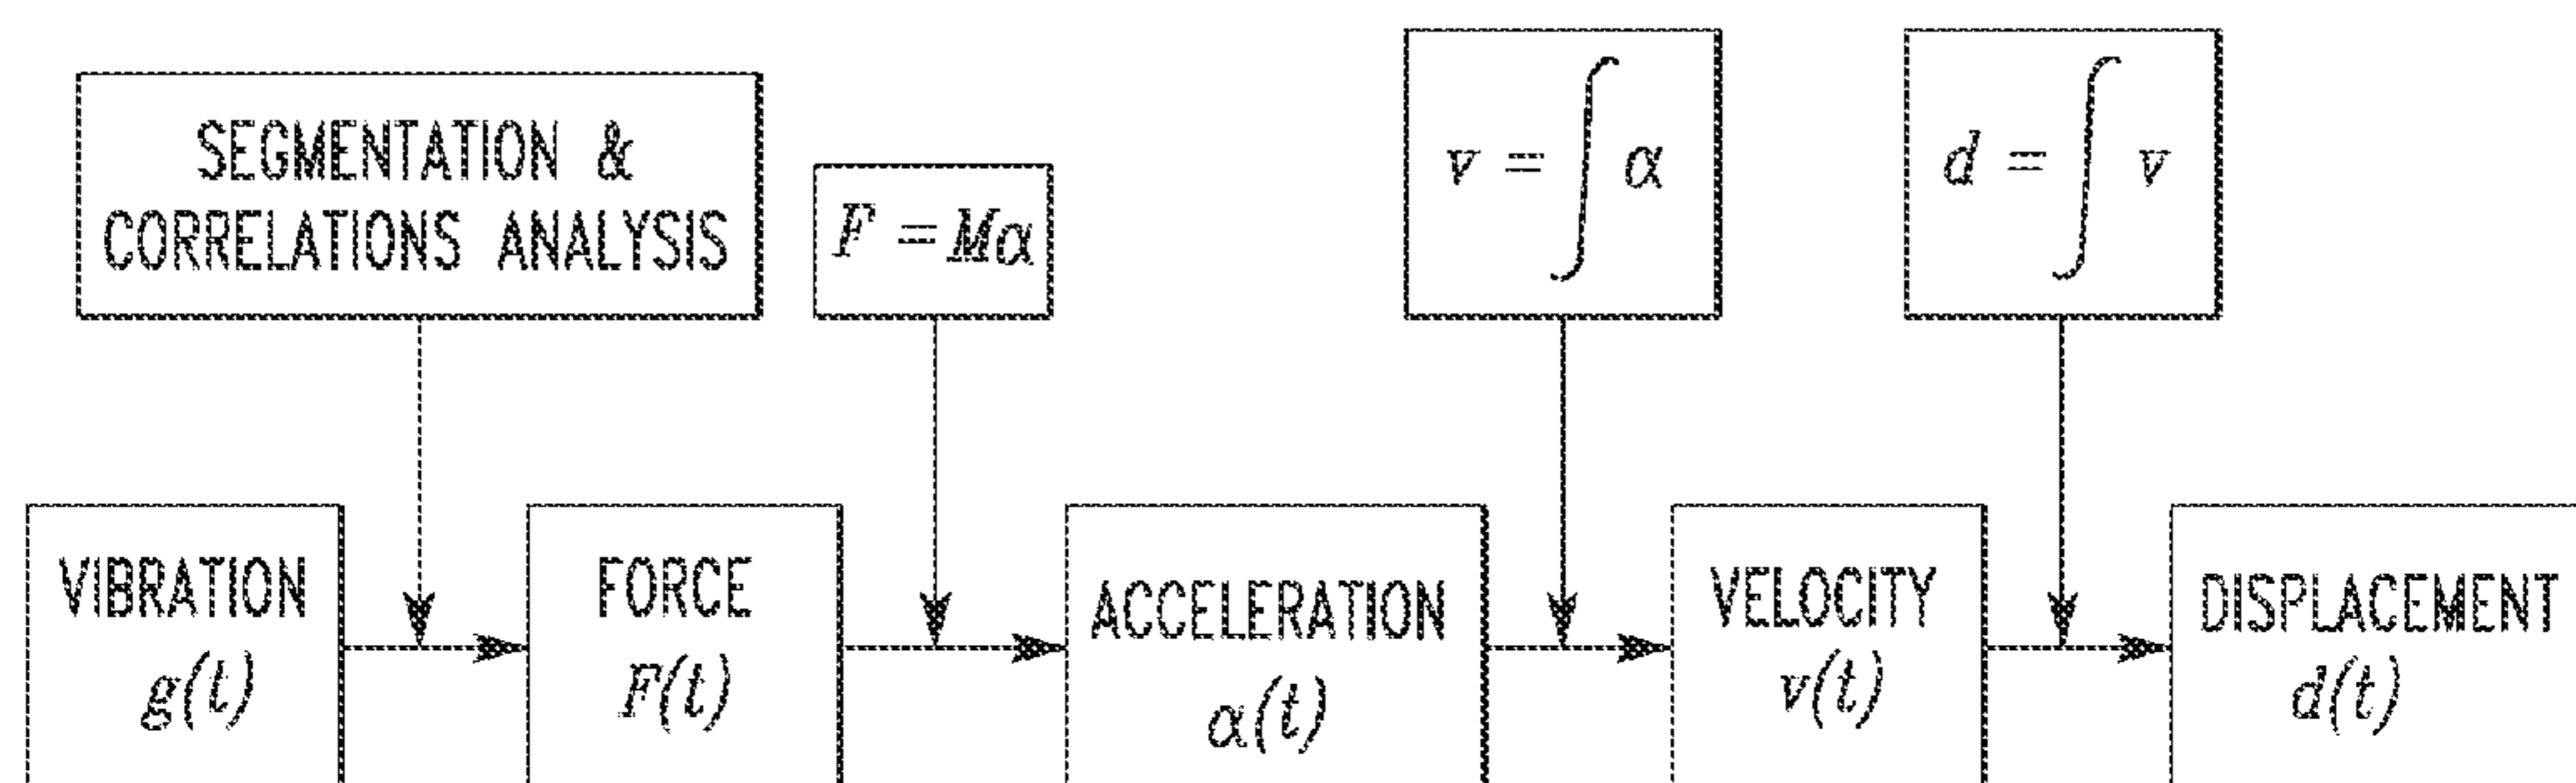 SEGMENTATION &
CORRELATIONS ANALYSIS
F = Mα
v = ∫ α
d = ∫ v
VIBRATION
g(t)
FORCE
F(t)
ACCELERATION
α(t)
VELOCITY
v(t)
DISPLACEMENT
d(t)